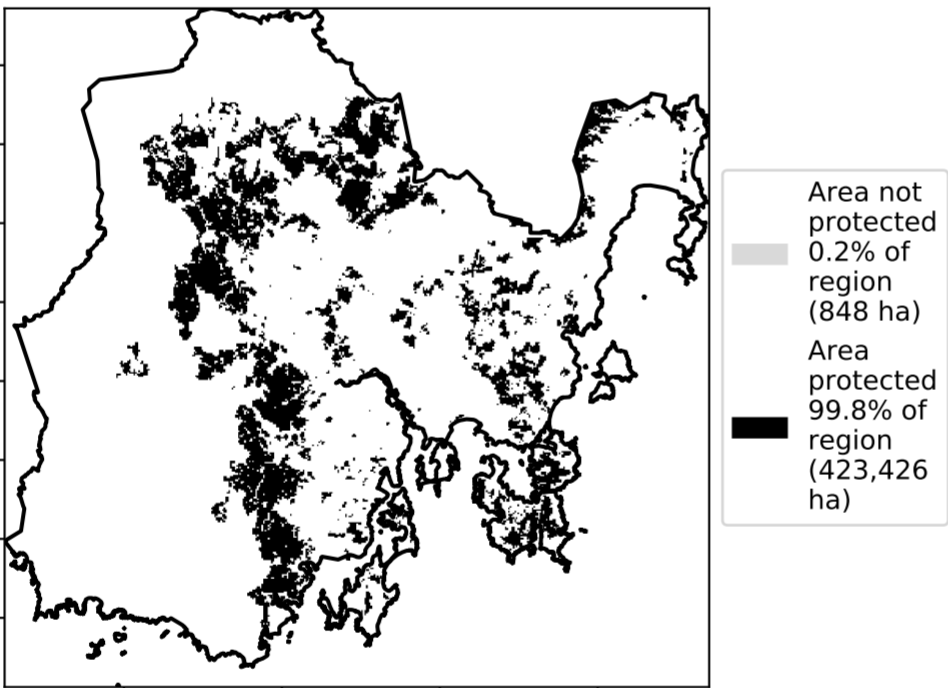 Area not
protected
0.2% of
region
(848 ha)
Area
protected
99.8% of
region
(423,426
ha)